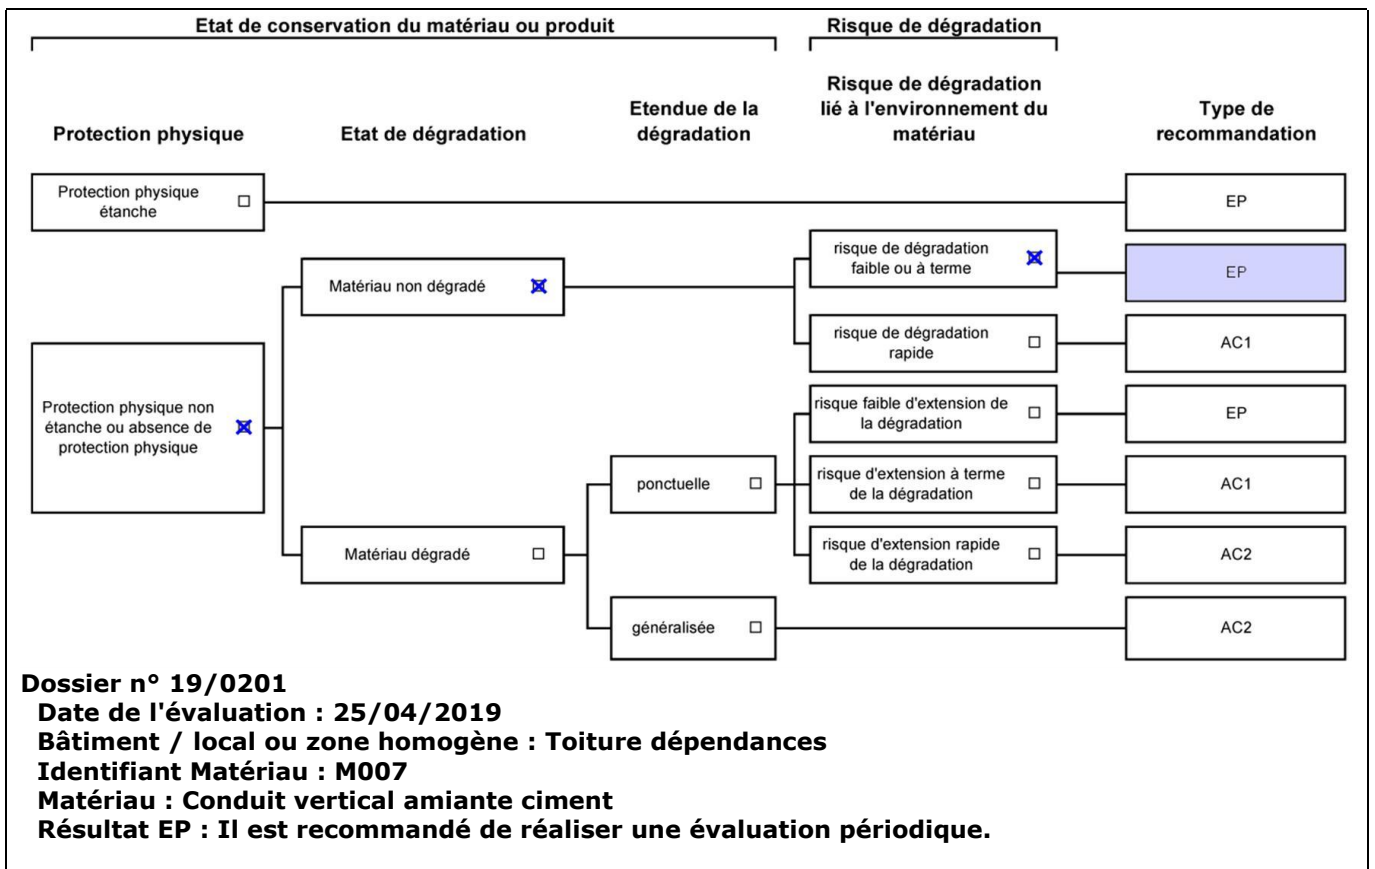 Etat de conservation du matériau ou produit
Risque de dégradation
Protection physique
Etat de dégradation
Etendue de la
dégradation
Risque de dégradation
lié à l'environnement du
matériau
Type de
recommandation
Protection physique
étanche
EP
risque de dégradation
faible ou à terme
EP
Matériau non dégradé
risque de dégradation
rapide
AC1
Protection physique non
étanche ou absence de
protection physique
risque faible d'extension de
la dégradation
EP
ponctuelle
risque d'extension à terme
de la dégradation
AC1
Matériau dégradé
risque d'extension rapide
de la dégradation
AC2
généralisée
AC2
Dossier n° 19/0201
Date de l'évaluation : 25/04/2019
Bâtiment / local ou zone homogène : Toiture dépendances
Identifiant Matériau : M007
Matériau : Conduit vertical amiante ciment
Résultat EP : Il est recommandé de réaliser une évaluation périodique.